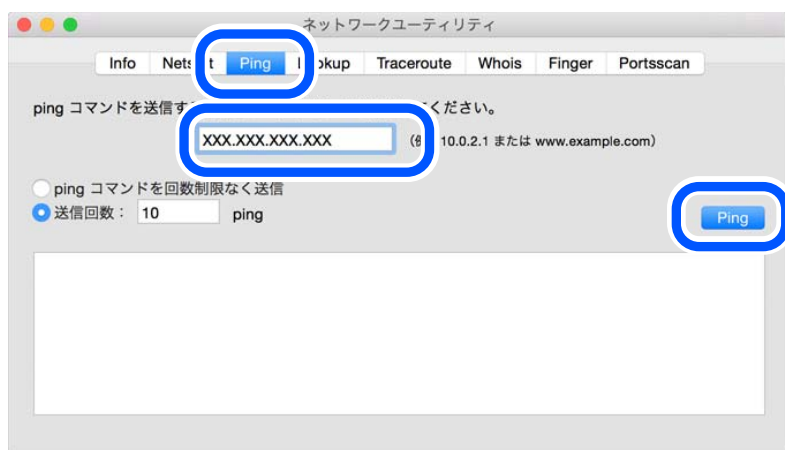 ネットワークユーティリティ
Info Ping Traceroute Whois Finger Portsscan
ping コマンドを送信す ください。
XXX.XXX.XXX.XXX 10.0.2.1 または www.example.com）
ping コマンドを回数制限なく送信
送信回数： 10 ping
Ping